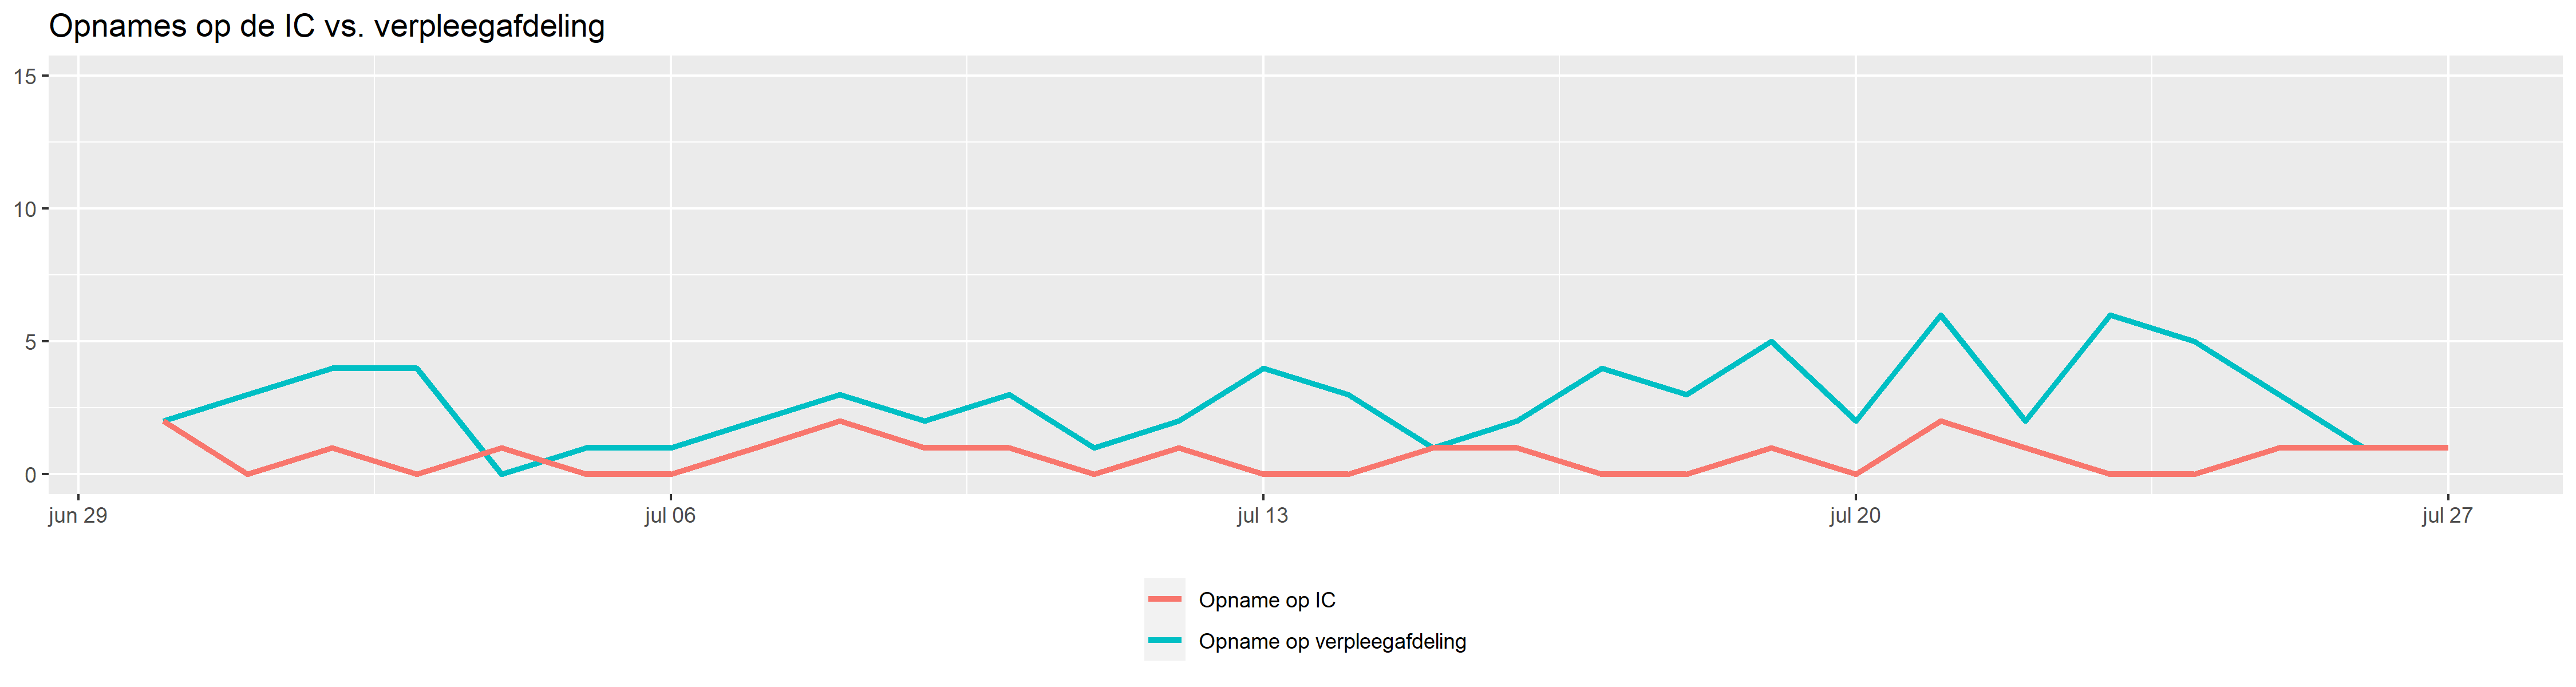 Opnames op de IC vs. verpleegafdeling
15
10
5
0
jun 29 jul 06 jul 13 jul 20 jul 27
Opname op IC
Opname op verpleegafdeling